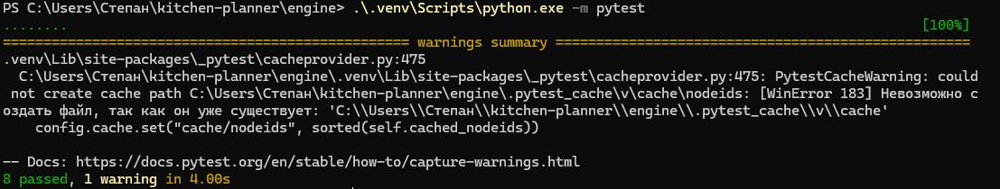 PS C:\Users\Степан\kitchen-planner\engine> .\.venv\Scripts\python.exe -m pytest
........ [100%]
================================================== warnings summary ===================================================
.venv\Lib\site-packages\_pytest\cacheprovider.py:475
  C:\Users\Степан\kitchen-planner\engine\.venv\Lib\site-packages\_pytest\cacheprovider.py:475: PytestCacheWarning: could
 not create cache path C:\Users\Степан\kitchen-planner\engine\.pytest_cache\v\cache\nodeids: [WinError 183] Невозможно с
оздать файл, так как он уже существует: 'C:\\Users\\Степан\\kitchen-planner\\engine\\.pytest_cache\\v\\cache'
    config.cache.set("cache/nodeids", sorted(self.cached_nodeids))

-- Docs: https://docs.pytest.org/en/stable/how-to/capture-warnings.html
8 passed, 1 warning in 4.00s